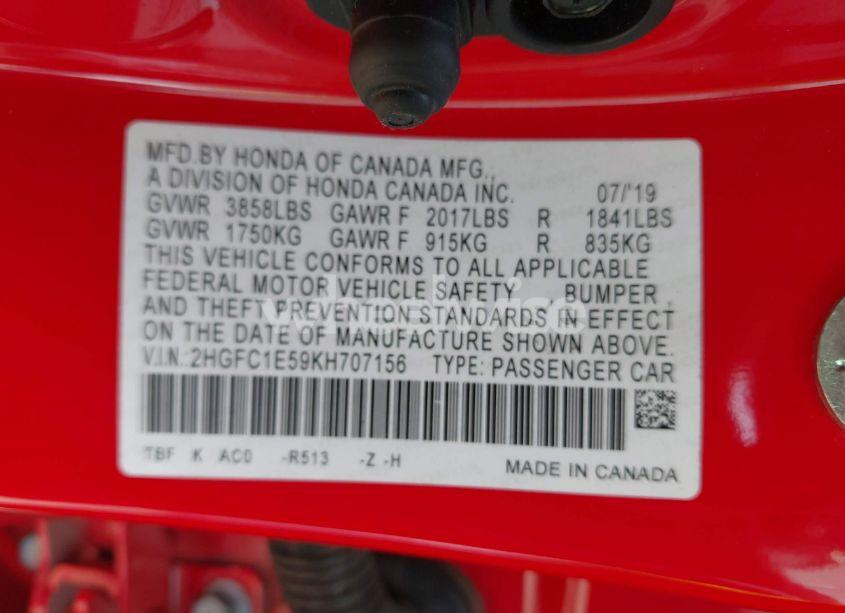 MFD.BY HONDA OF CANADA MFG.,
A DIVISION OF HONDA CANADA INC. 07/'19
GVWR 3858LBS GAWR F 2017LBS R 1841LBS
GVWR 1750KG GAWR F 915KG R 835KG
THIS VEHICLE CONFORMS TO ALL APPLICABLE
FEDERAL MOTOR VEHICLE SAFETY , BUMPER ,
AND THEFT PREVENTION STANDARDS IN EFFECT
ON THE DATE OF MANUFACTURE SHOWN ABOVE.
V.I.N.:2HGFC1E59KH707156 TYPE: PASSENGER CAR
TBF K AC0 -R513 -Z -H MADE IN CANADA
wheelwise